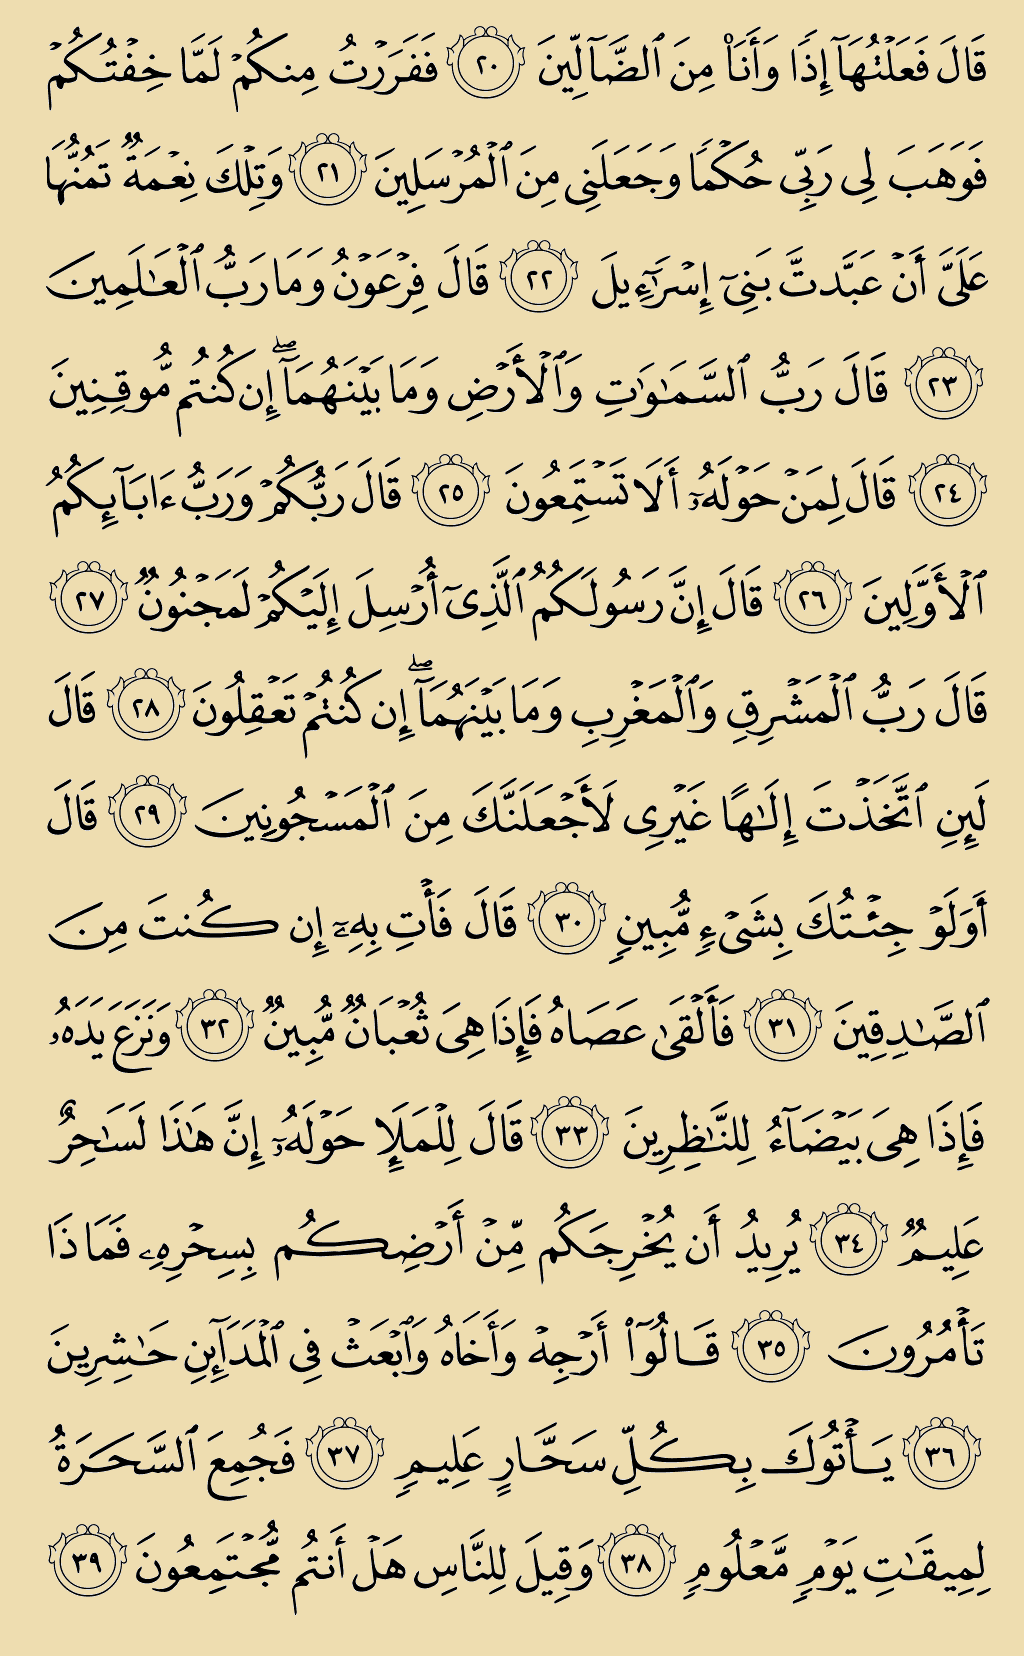 قَالَ فَعَلْتُهَآ إِذًا وَأَنَا۠ مِنَ ٱلضَّآلِّينَ ٢٠ فَفَرَرْتُ مِنكُمْ لَمَّا خِفْتُكُمْ
فَوَهَبَ لِى رَبِّى حُكْمًا وَجَعَلَنِى مِنَ ٱلْمُرْسَلِينَ ٢١ وَتِلْكَ نِعْمَةٌ تَمُنُّهَا
عَلَىَّ أَنْ عَبَّدتَّ بَنِىٓ إِسْرَٰٓءِيلَ ٢٢ قَالَ فِرْعَوْنُ وَمَا رَبُّ ٱلْعَٰلَمِينَ
٢٣ قَالَ رَبُّ ٱلسَّمَٰوَٰتِ وَٱلْأَرْضِ وَمَا بَيْنَهُمَآ ۖ إِن كُنتُم مُّوقِنِينَ
٢٤ قَالَ لِمَنْ حَوْلَهُۥٓ أَلَا تَسْتَمِعُونَ ٢٥ قَالَ رَبُّكُمْ وَرَبُّ ءَابَآئِكُمُ
ٱلْأَوَّلِينَ ٢٦ قَالَ إِنَّ رَسُولَكُمُ ٱلَّذِىٓ أُرْسِلَ إِلَيْكُمْ لَمَجْنُونٌ ٢٧
قَالَ رَبُّ ٱلْمَشْرِقِ وَٱلْمَغْرِبِ وَمَا بَيْنَهُمَآ ۖ إِن كُنتُمْ تَعْقِلُونَ ٢٨ قَالَ
لَئِنِ ٱتَّخَذْتَ إِلَٰهًا غَيْرِى لَأَجْعَلَنَّكَ مِنَ ٱلْمَسْجُونِينَ ٢٩ قَالَ
أَوَلَوْ جِئْتُكَ بِشَىْءٍ مُّبِينٍ ٣٠ قَالَ فَأْتِ بِهِۦٓ إِن كُنتَ مِنَ
ٱلصَّٰدِقِينَ ٣١ فَأَلْقَىٰ عَصَاهُ فَإِذَا هِىَ ثُعْبَانٌ مُّبِينٌ ٣٢ وَنَزَعَ يَدَهُۥ
فَإِذَا هِىَ بَيْضَآءُ لِلنَّٰظِرِينَ ٣٣ قَالَ لِلْمَلَإِ حَوْلَهُۥٓ إِنَّ هَٰذَا لَسَٰحِرٌ
عَلِيمٌ ٣٤ يُرِيدُ أَن يُخْرِجَكُم مِّنْ أَرْضِكُم بِسِحْرِهِۦ فَمَاذَا
تَأْمُرُونَ ٣٥ قَالُوٓا۟ أَرْجِهْ وَأَخَاهُ وَٱبْعَثْ فِى ٱلْمَدَآئِنِ حَٰشِرِينَ
٣٦ يَأْتُوكَ بِكُلِّ سَحَّارٍ عَلِيمٍ ٣٧ فَجُمِعَ ٱلسَّحَرَةُ
لِمِيقَٰتِ يَوْمٍ مَّعْلُومٍ ٣٨ وَقِيلَ لِلنَّاسِ هَلْ أَنتُم مُّجْتَمِعُونَ ٣٩